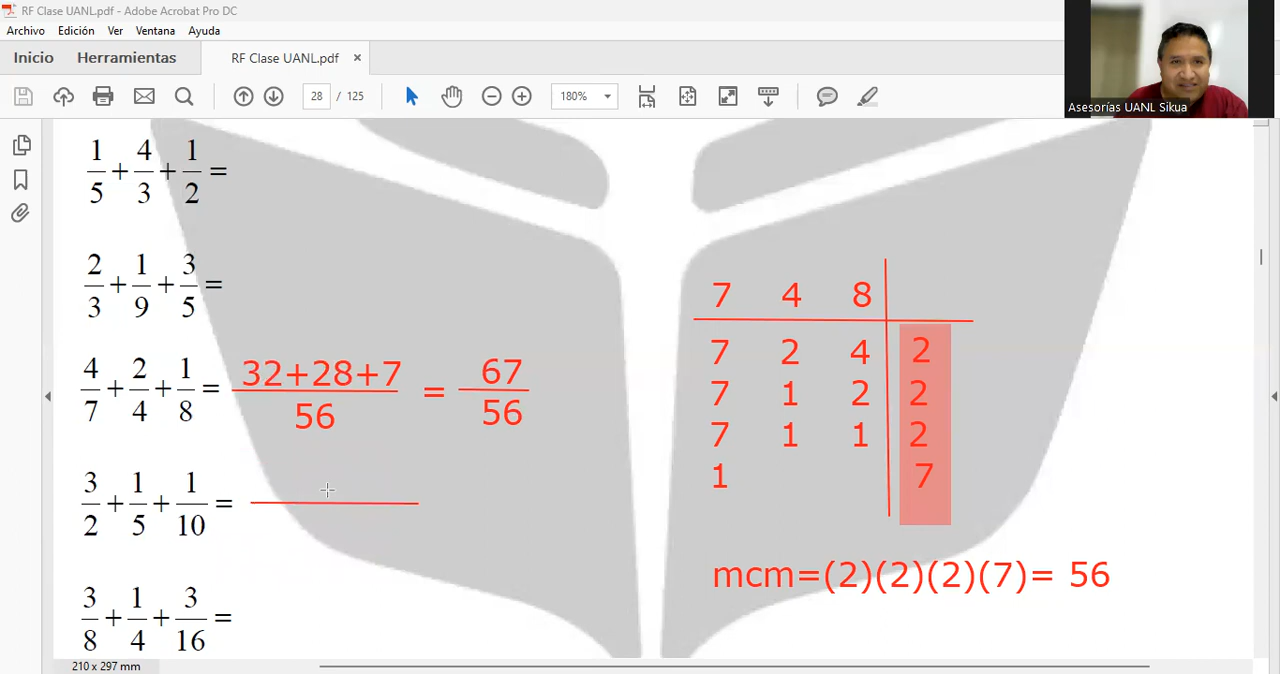 RF Clase UANL.pdf - Adobe Acrobat Pro DC
Archivo Edición Ver Ventana Ayuda
Inicio Herramientas RF Clase UANL.pdf ×
28 / 125 180%
Asesorías UANL Sikua
1/5 + 4/3 + 1/2 =
2/3 + 1/9 + 3/5 =
4/7 + 2/4 + 1/8 = 32+28+7/56 = 67/56
3/2 + 1/5 + 1/10 =
3/8 + 1/4 + 3/16 =
7 4 8
7 2 4 2
7 1 2 2
7 1 1 2
1 7
mcm=(2)(2)(2)(7)= 56
210 x 297 mm